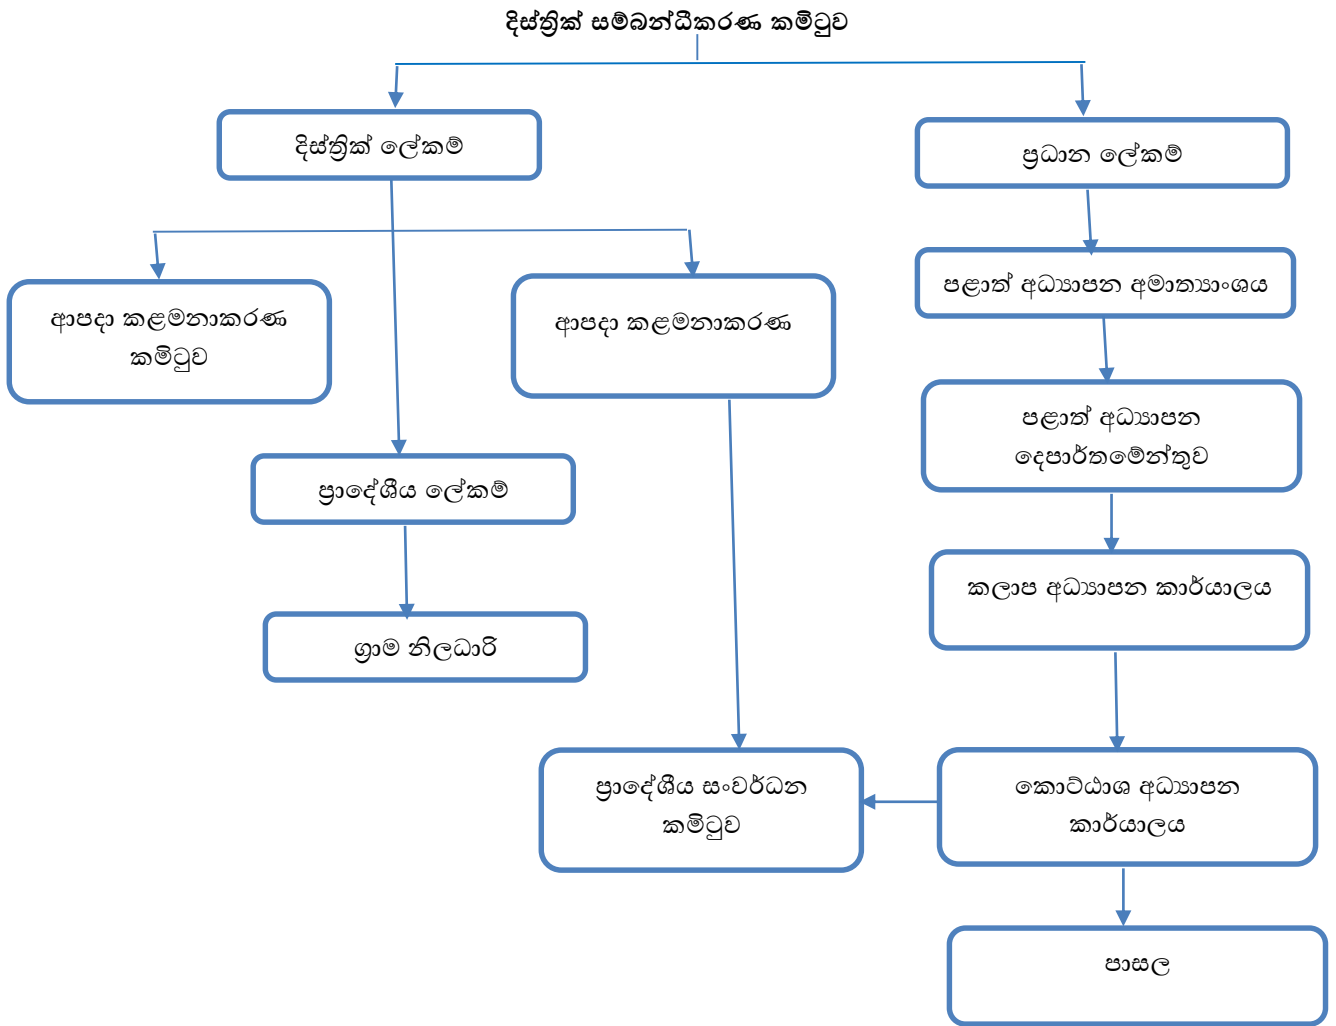 දිස්ත්‍රික් සම්බන්ධීකරණ කමිටුව
දිස්ත්‍රික් ලේකම්
ප්‍රධාන ලේකම්
පළාත් අධ්‍යාපන අමාත්‍යාංශය
ආපදා කළමනාකරණ
කමිටුව
ආපදා කළමනාකරණ
පළාත් අධ්‍යාපන
දෙපාර්තමේන්තුව
ප්‍රාදේශීය ලේකම්
කලාප අධ්‍යාපන කාර්යාලය
ග්‍රාම නිලධාරි
ප්‍රාදේශීය සංවර්ධන
කමිටුව
කොට්ඨාශ අධ්‍යාපන
කාර්යාලය
පාසල